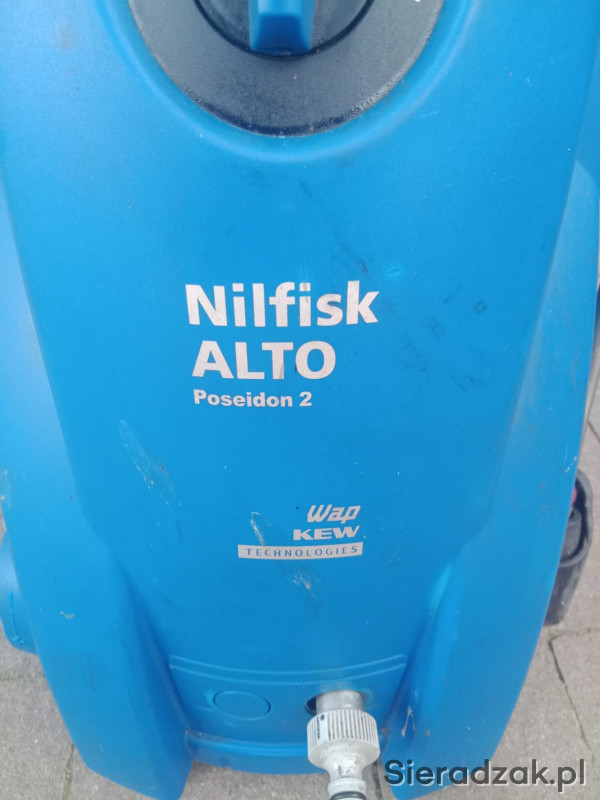 Nilfisk
ALTO
Poseidon 2
Wap
KEW
TECHNOLOGIES
Sieradzak.pl